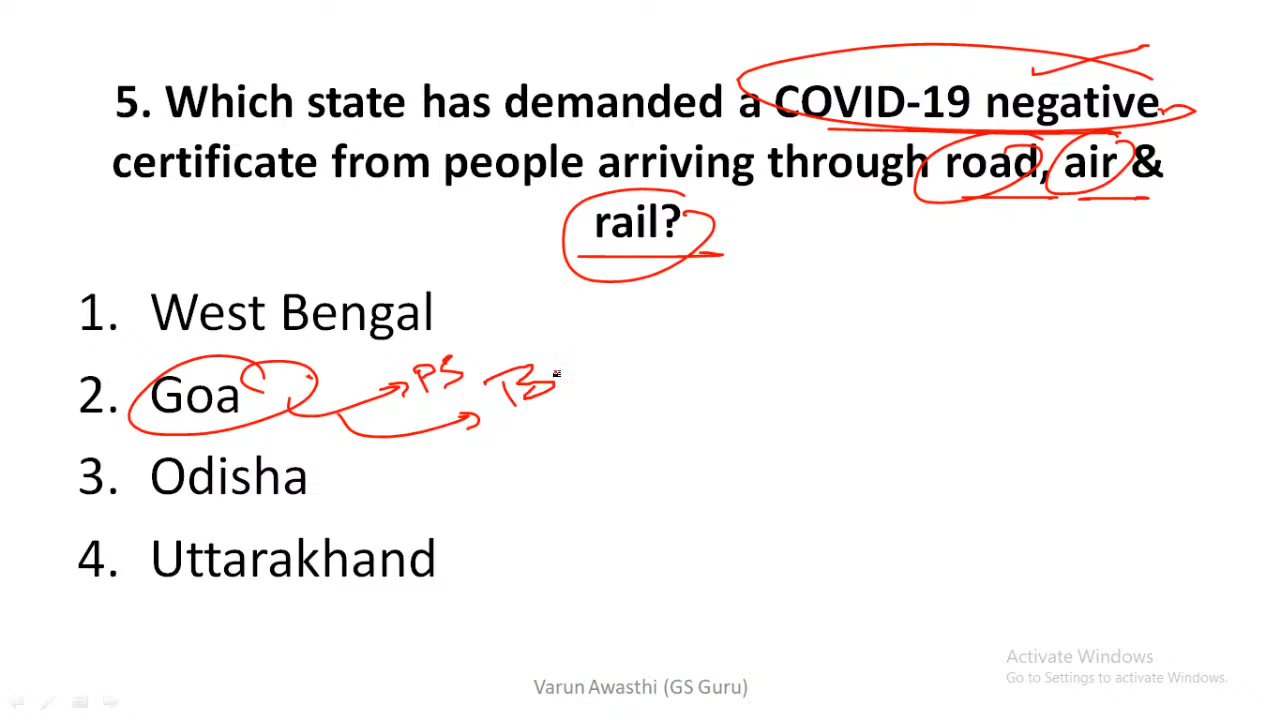 5. Which state has demanded a COVID-19 negative
certificate from people arriving through road, air &
rail?
1. West Bengal
2. Goa
PS
3. Odisha
4. Uttarakhand
Activate Windows
Go to Settings to activate Windows.
Varun Awasthi (GS Guru)